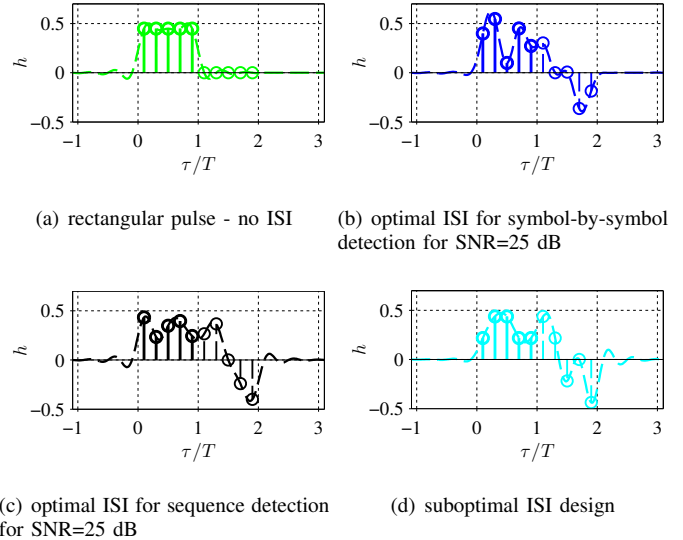 0.5
0
−0.5
h
−1 0 1 2 3
τ/T
(a) rectangular pulse - no ISI
0.5
0
−0.5
h
−1 0 1 2 3
τ/T
(b) optimal ISI for symbol-by-symbol
detection for SNR=25 dB
0.5
0
−0.5
h
−1 0 1 2 3
τ/T
(c) optimal ISI for sequence detection
for SNR=25 dB
0.5
0
−0.5
h
−1 0 1 2 3
τ/T
(d) suboptimal ISI design